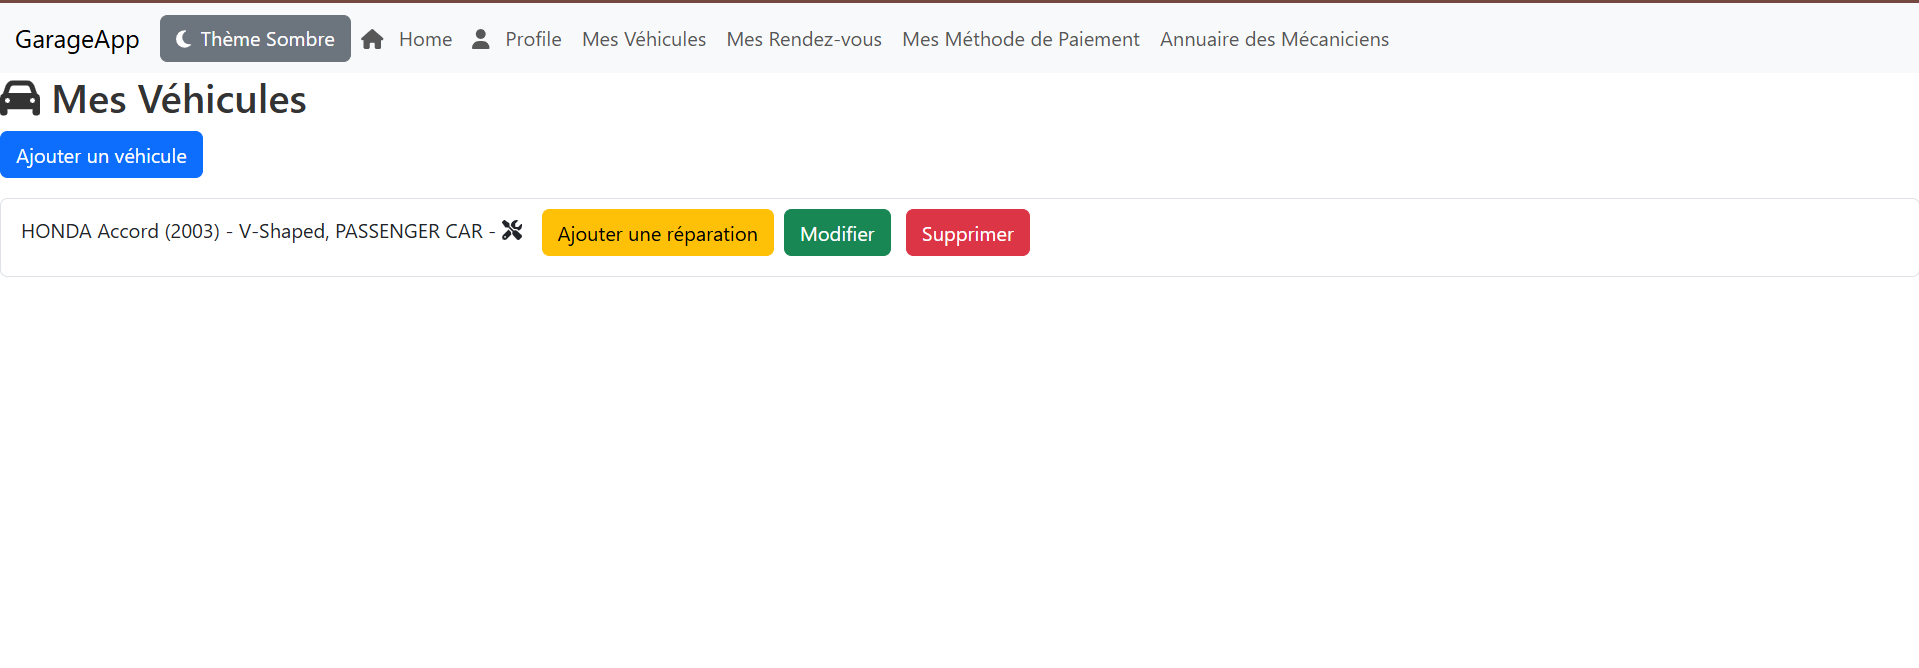 GarageApp Thème Sombre Home Profile Mes Véhicules Mes Rendez-vous Mes Méthode de Paiement Annuaire des Mécaniciens
Mes Véhicules
Ajouter un véhicule
HONDA Accord (2003) - V-Shaped, PASSENGER CAR - Ajouter une réparation Modifier Supprimer